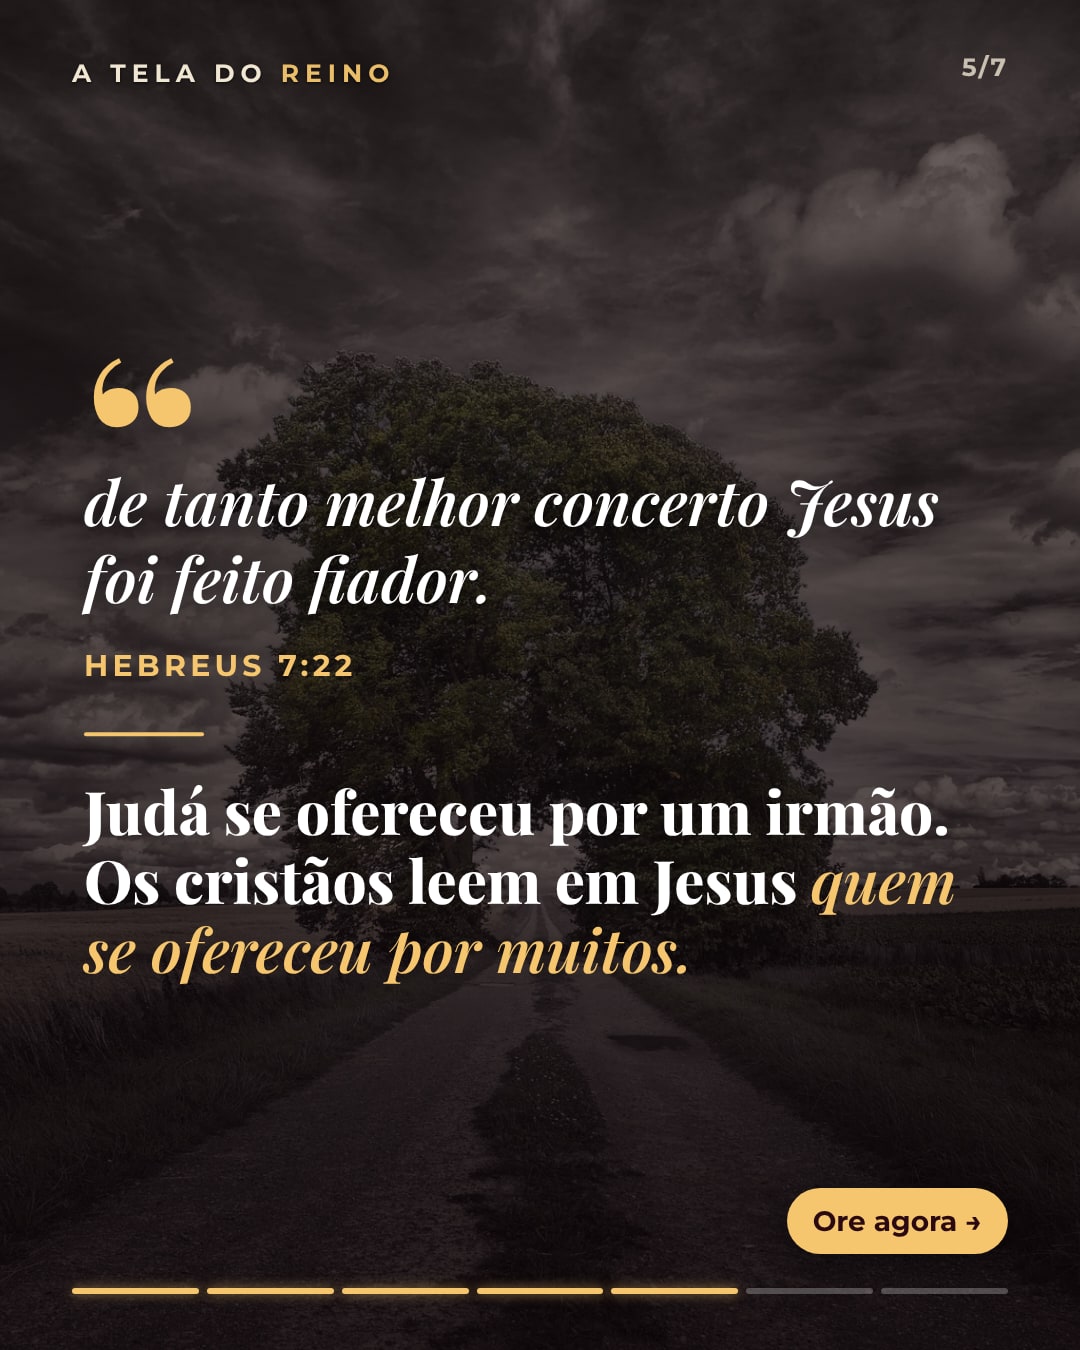 A TELA DO REINO
5/7
“
de tanto melhor concerto Jesus
foi feito fiador.
HEBREUS 7:22
Judá se ofereceu por um irmão.
Os cristãos leem em Jesus quem
se ofereceu por muitos.
Ore agora →